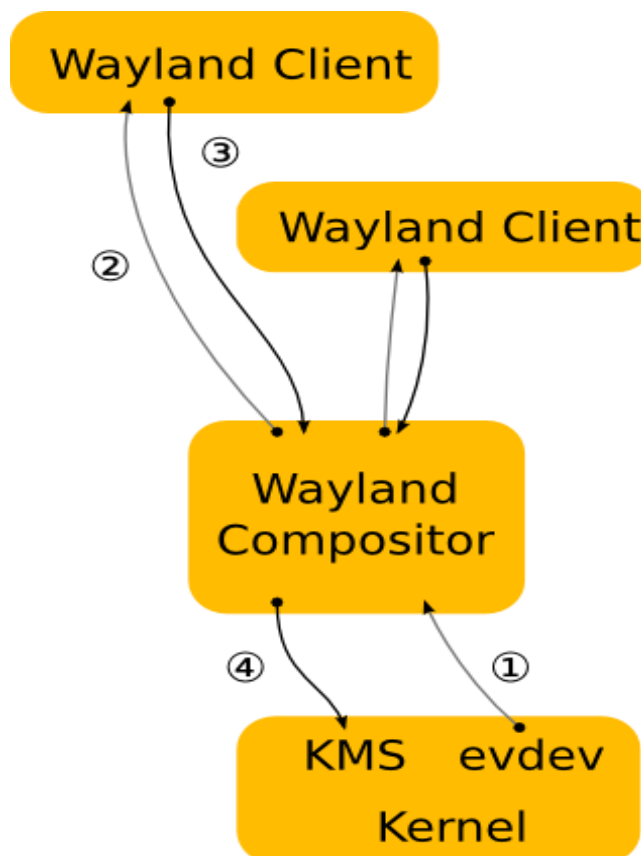 Wayland Client
③
Wayland Client
②
Wayland
Compositor
④ ①
KMS evdev
Kernel